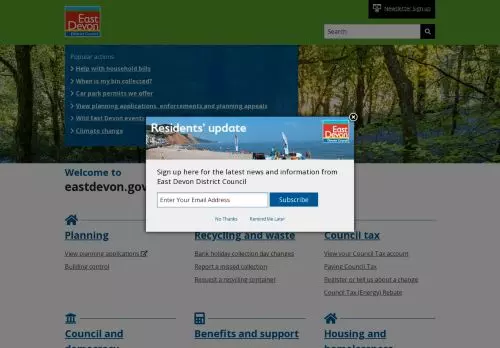 East
Devon
District Council
Newsletter Sign up
Search
Popular actions
Help with household bills
When is my bin collected?
Car park permits we offer
View planning applications, enforcements and planning appeals
Wild East Devon events
Climate change
Residents' update
East
Devon
District Council
Sign up here for the latest news and information from
East Devon District Council
Enter Your Email Address
Subscribe
No Thanks
Remind Me Later
Welcome to
eastdevon.gov
Planning
View planning applications
Building control
Recycling and waste
Bank holiday collection day changes
Report a missed collection
Request a recycling container
Council tax
View your Council Tax account
Paying Council Tax
Register or tell us about a change
Council Tax (Energy) Rebate
Council and
democracy
Benefits and support
Housing and
homelessness